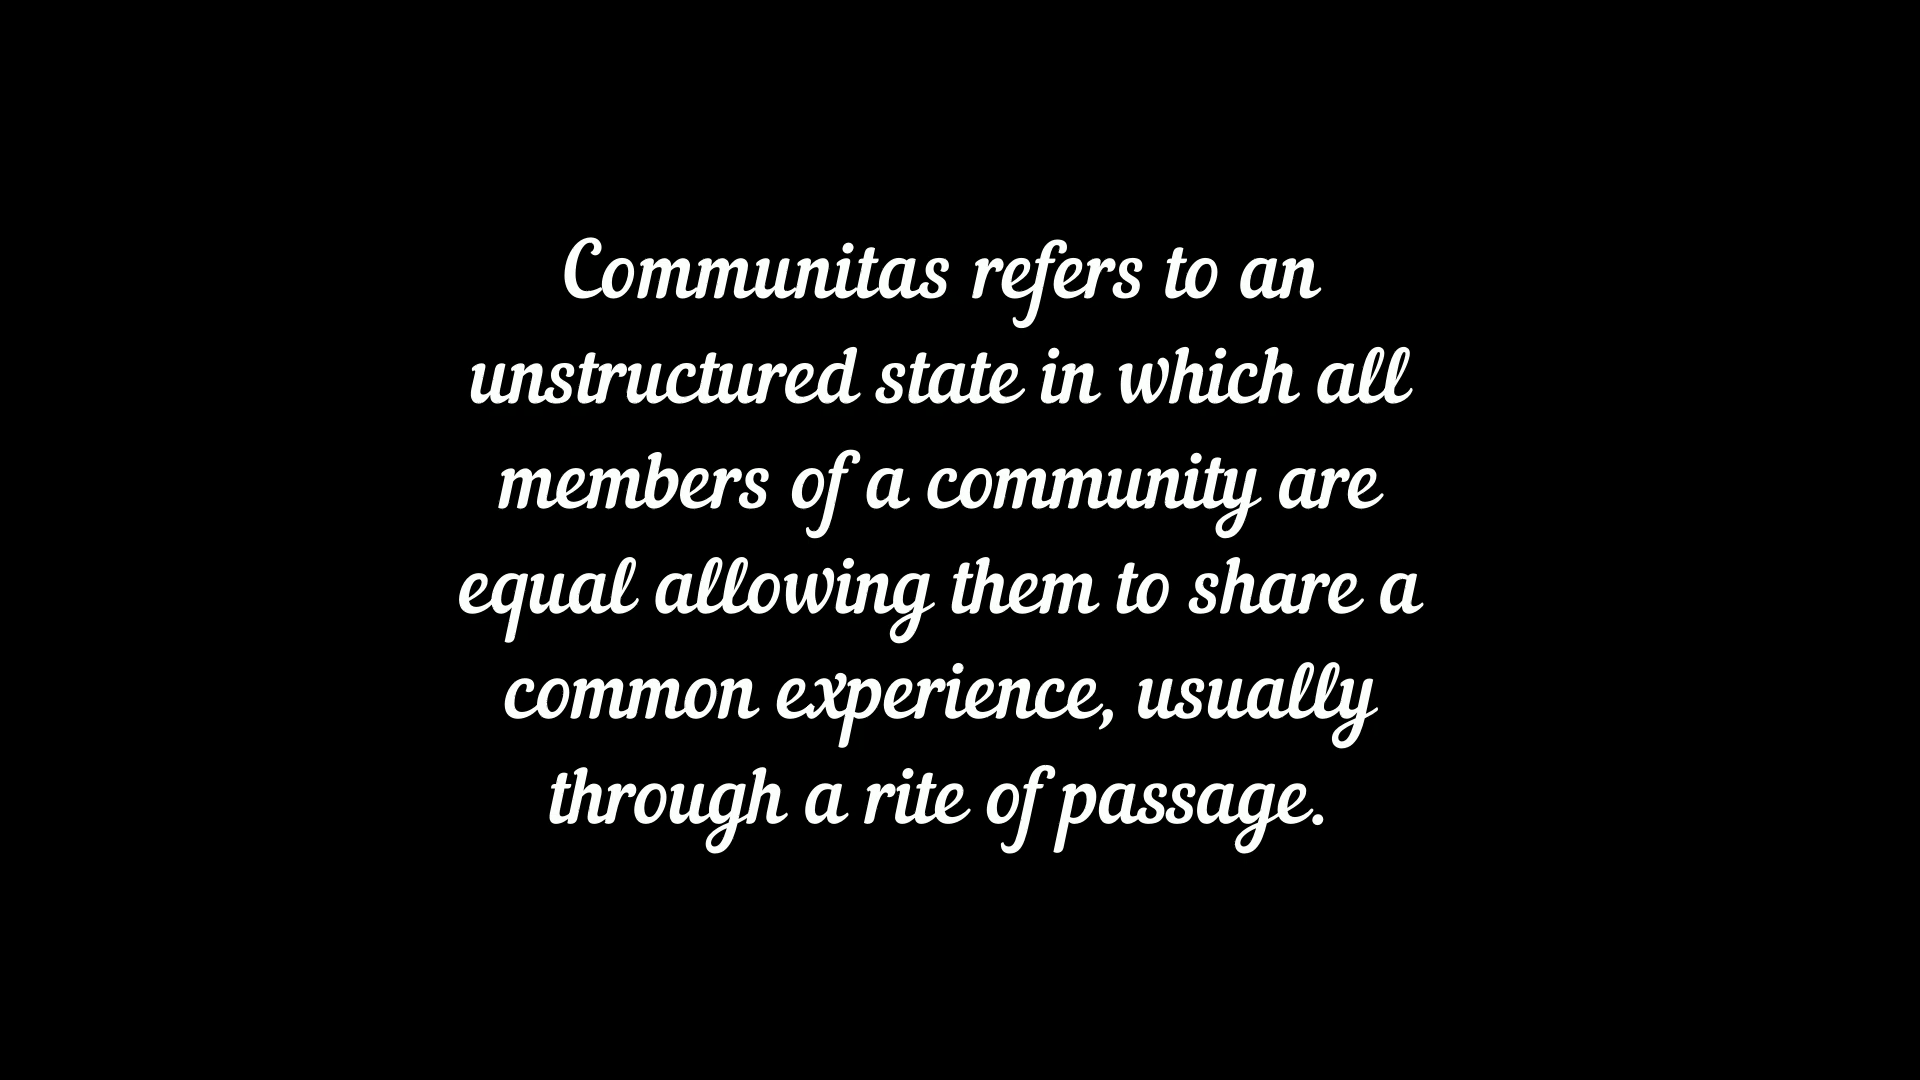 Communitas refers to an
unstructured state in which all
members of a community are
equal allowing them to share a
common experience, usually
through a rite of passage.